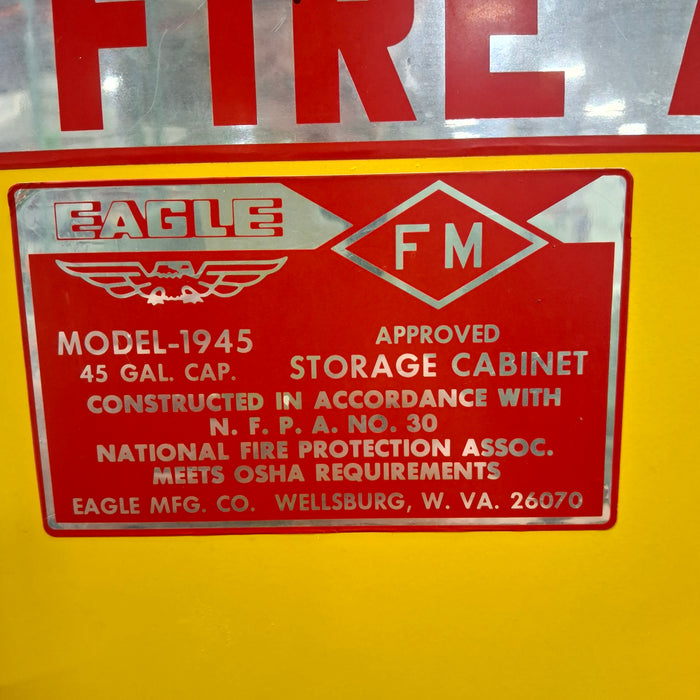 FIRE
EAGLE
FM
MODEL-1945
45 GAL. CAP.
APPROVED
STORAGE CABINET
CONSTRUCTED IN ACCORDANCE WITH
N. F. P. A. NO. 30
NATIONAL FIRE PROTECTION ASSOC.
MEETS OSHA REQUIREMENTS
EAGLE MFG. CO. WELLSBURG, W. VA. 26070